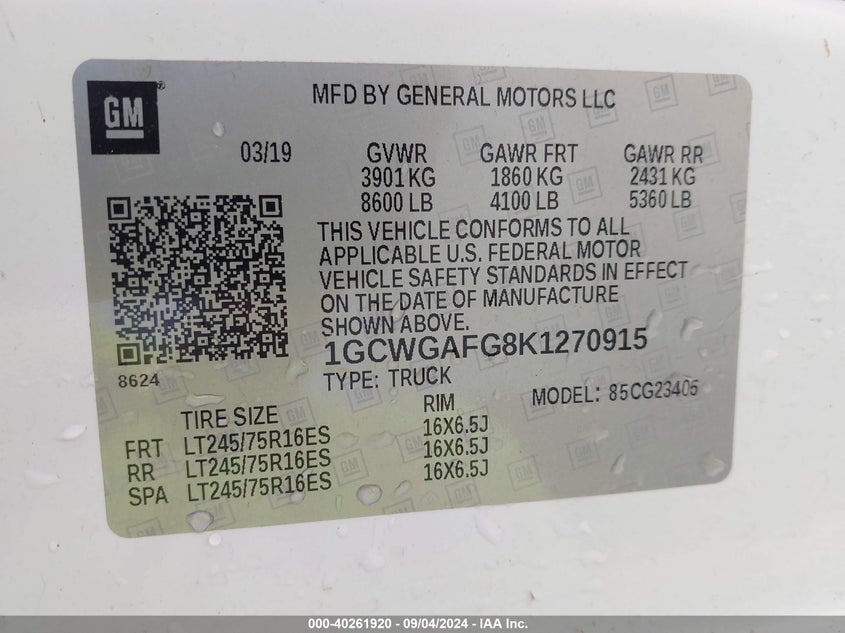 GM
MFD BY GENERAL MOTORS LLC
03/19 GVWR GAWR FRT GAWR RR
3901 KG 1860 KG 2431 KG
8600 LB 4100 LB 5360 LB
THIS VEHICLE CONFORMS TO ALL
APPLICABLE U.S. FEDERAL MOTOR
VEHICLE SAFETY STANDARDS IN EFFECT
ON THE DATE OF MANUFACTURE
SHOWN ABOVE.
1GCWGAFG8K1270915
8624
TYPE: TRUCK
MODEL: 85CG23405
TIRE SIZE RIM
FRT LT245/75R16ES 16X6.5J
RR LT245/75R16ES 16X6.5J
SPA LT245/75R16ES 16X6.5J
000-40261920 - 09/04/2024 - IAA Inc.